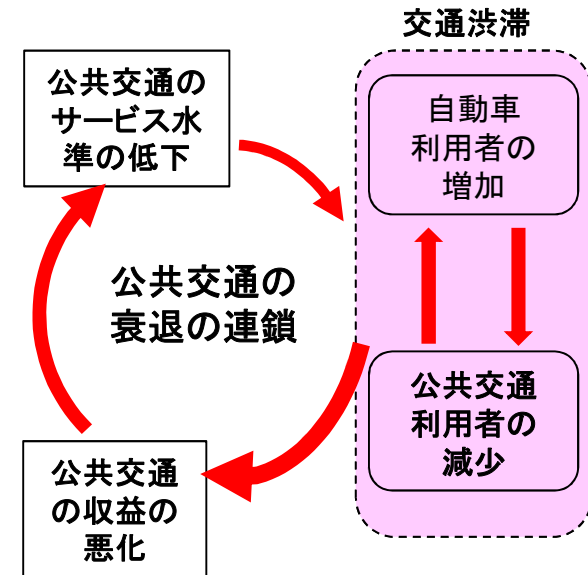 交通渋滞
公共交通の
サービス水
準の低下
自動車
利用者の
増加
公共交通の
衰退の連鎖
公共交通
利用者の
減少
公共交通
の収益の
悪化